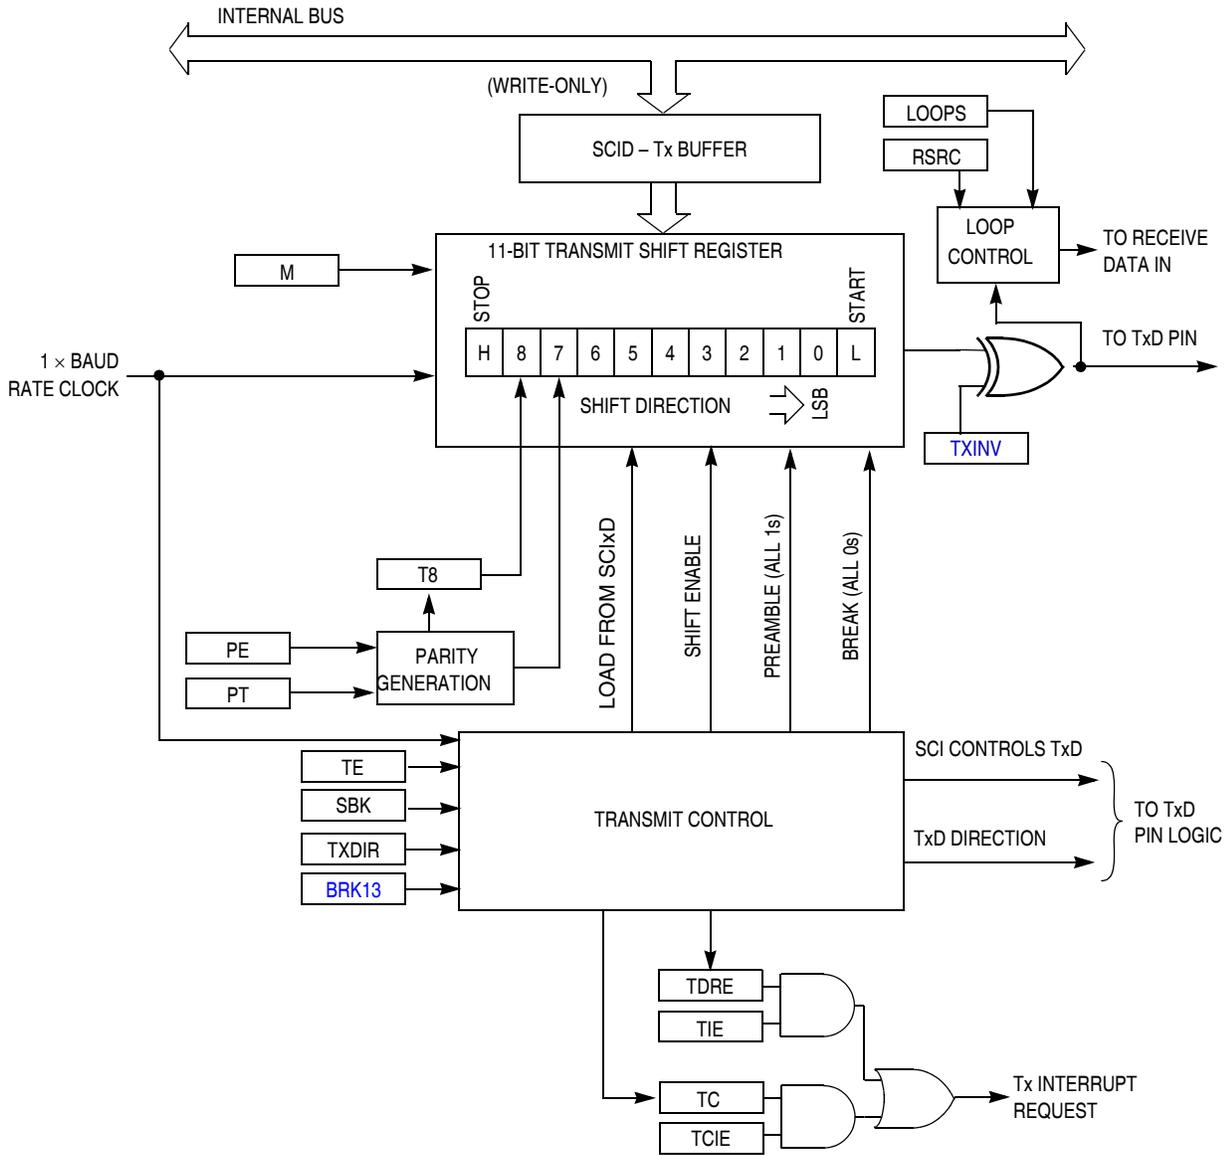 INTERNAL BUS
(WRITE-ONLY)
SCID – Tx BUFFER
LOOPS
RSRC
LOOP
CONTROL
TO RECEIVE
DATA IN
11-BIT TRANSMIT SHIFT REGISTER
M
STOP
START
H 8 7 6 5 4 3 2 1 0 L
1 × BAUD
RATE CLOCK
SHIFT DIRECTION
LSB
TO TxD PIN
TXINV
T8
PE
PT
PARITY
GENERATION
LOAD FROM SCIxD
SHIFT ENABLE
PREAMBLE (ALL 1s)
BREAK (ALL 0s)
TE
SBK
TXDIR
BRK13
TRANSMIT CONTROL
SCI CONTROLS TxD
TxD DIRECTION
TO TxD
PIN LOGIC
TDRE
TIE
TC
TCIE
Tx INTERRUPT
REQUEST